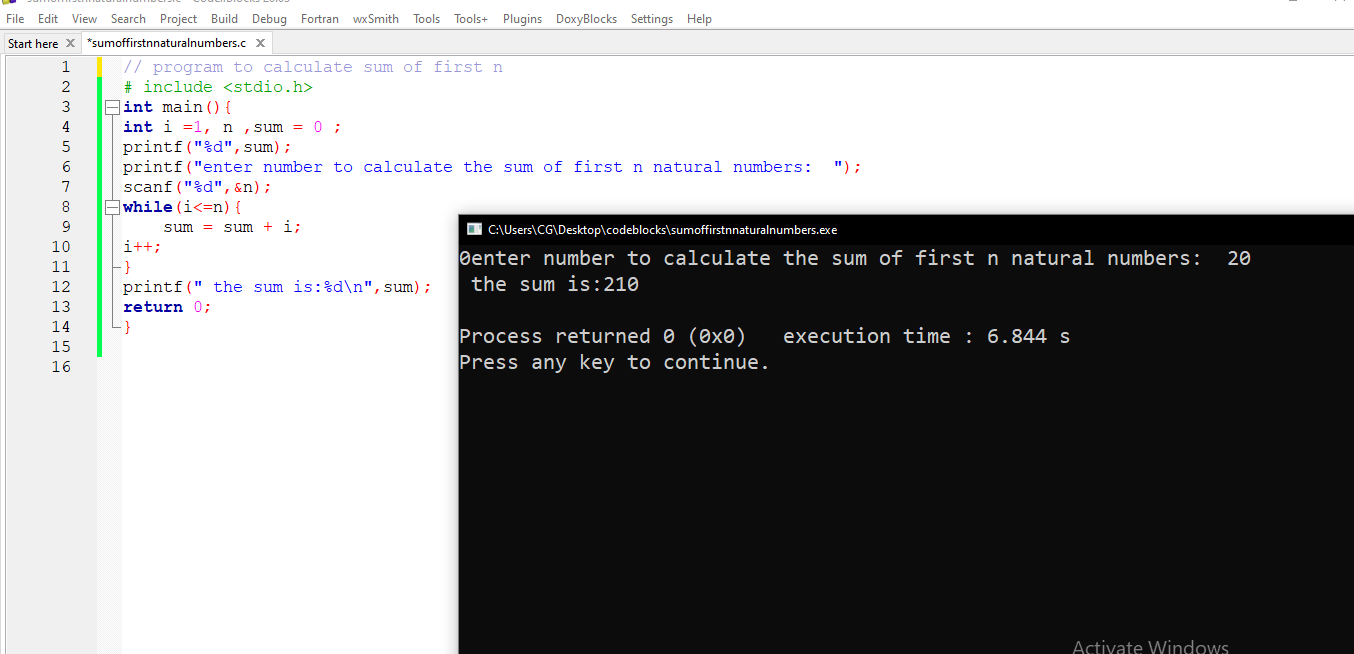 File Edit View Search Project Build Debug Fortran wxSmith Tools Tools+ Plugins DoxyBlocks Settings Help
Start here X *sumoffirstnnaturalnumbers.c X
1 // program to calculate sum of first n
2 # include <stdio.h>
3 int main(){
4 int i =1, n ,sum = 0 ;
5 printf("%d",sum);
6 printf("enter number to calculate the sum of first n natural numbers:  ");
7 scanf("%d",&n);
8 while(i<=n){
9 sum = sum + i;
10 i++;
11 }
12 printf(" the sum is:%d\n",sum);
13 return 0;
14 }
15
16
C:\Users\CG\Desktop\codeblocks\sumoffirstnnaturalnumbers.exe
0enter number to calculate the sum of first n natural numbers:  20
the sum is:210
Process returned 0 (0x0)   execution time : 6.844 s
Press any key to continue.
Activate Windows